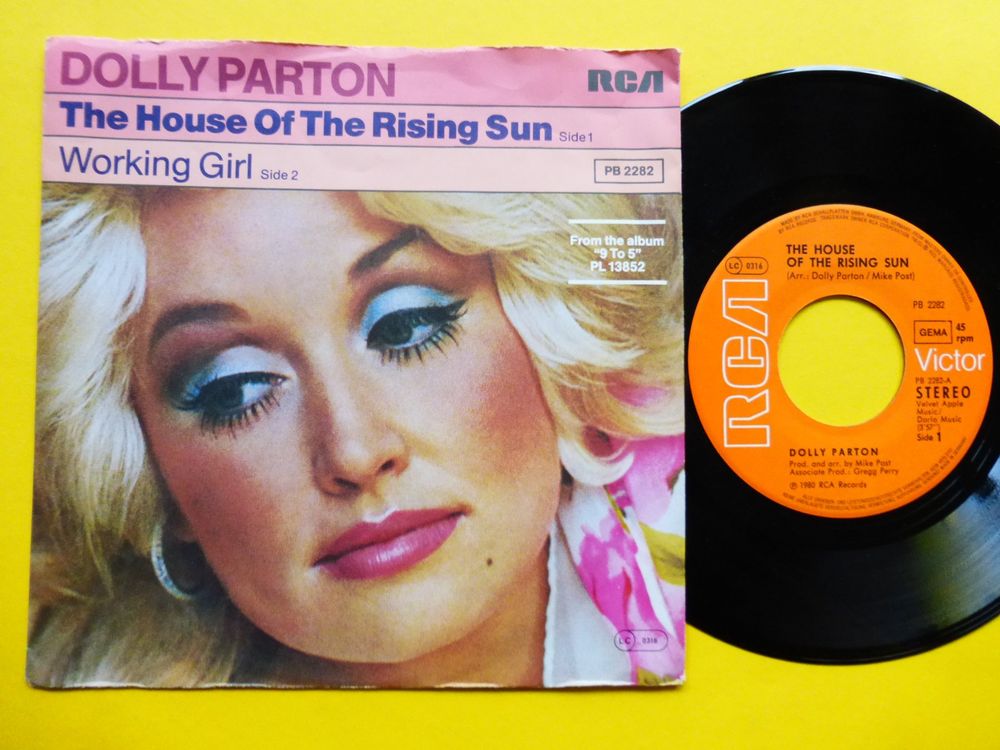 DOLLY PARTON
RCA
The House Of The Rising Sun Side 1
Working Girl Side 2
PB 2282
From the album
"9 To 5"
PL 13852
LC 0316
THE HOUSE
OF THE RISING SUN
(Arr.: Dolly Parton / Mike Post)
LC 0316
PB 2282
RCA
GEMA
45
rpm
Victor
PB 2282-A
STEREO
Velvet Apple
Music/
Darla Music
(3'57")
Side 1
DOLLY PARTON
Prod. and arr. by Mike Post
Associate Prod.: Gregg Perry
℗ 1980 RCA Records